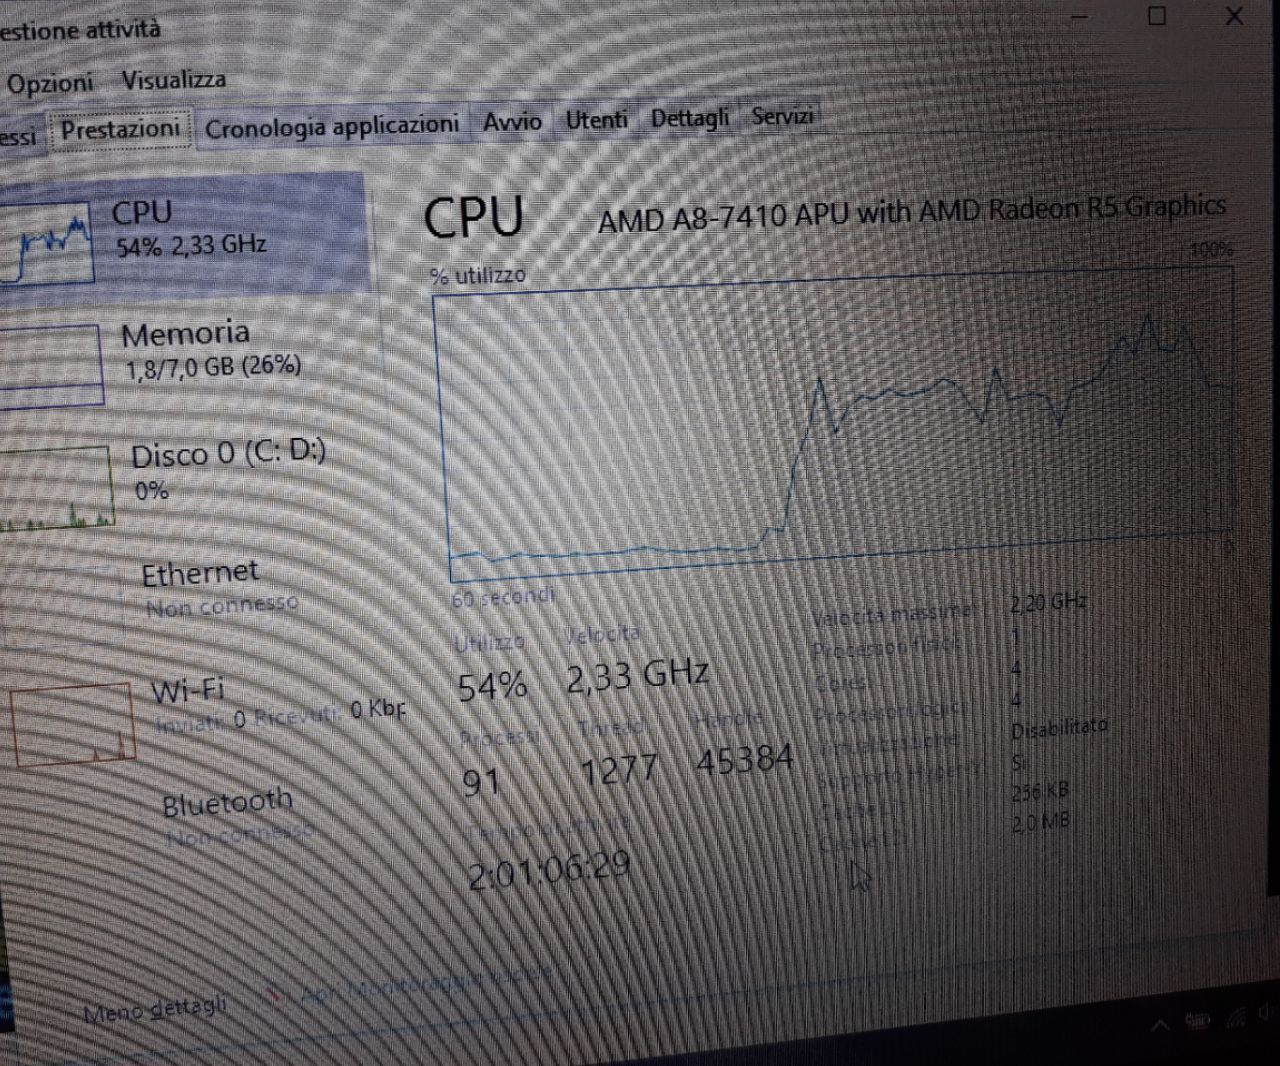 estione attività
Opzioni Visualizza
essi Prestazioni Cronologia applicazioni Avvio Utenti Dettagli Servizi
CPU
54% 2,33 GHz
Memoria
1,8/7,0 GB (26%)
Disco 0 (C: D:)
0%
Ethernet
Non connesso
Wi-Fi
Inviati: 0 Ricevuti: 0 Kbp
Bluetooth
Non connesso
CPU AMD A8-7410 APU with AMD Radeon R5 Graphics
% utilizzo 100%
60 secondi 0
Utilizzo Velocità
54% 2,33 GHz
Processi Thread Handle
91 1277 45384
Tempo di attività
2:01:06:29
Velocità massima: 2,20 GHz
Processori fisici: 1
Cores: 4
Processori logici: 4
Virtualizzazione: Disabilitato
Supporto Hyper-V: Sì
Cache L1: 256 KB
Cache L2: 2,0 MB
Meno dettagli Apri Monitoraggio